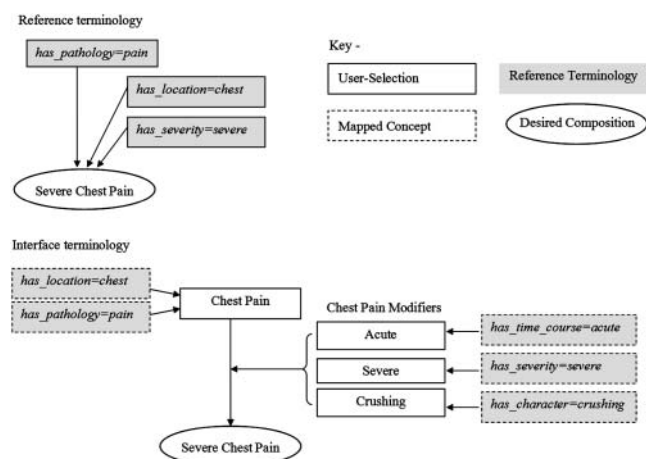 Reference terminology
has_pathology=pain
has_location=chest
has_severity=severe
Severe Chest Pain
Key -
User-Selection
Reference Terminology
Mapped Concept
Desired Composition
Interface terminology
has_location=chest
has_pathology=pain
Chest Pain
Chest Pain Modifiers
Acute
has_time_course=acute
Severe
has_severity=severe
Crushing
has_character=crushing
Severe Chest Pain